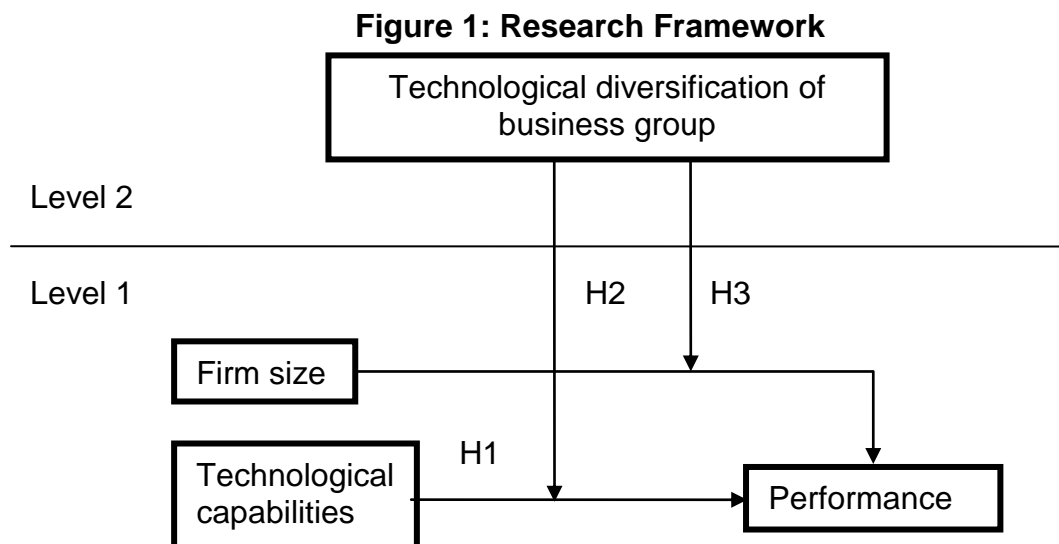 Figure 1: Research Framework
Technological diversification of
business group
Level 2
Level 1
H2
H3
Firm size
H1
Technological
capabilities
Performance